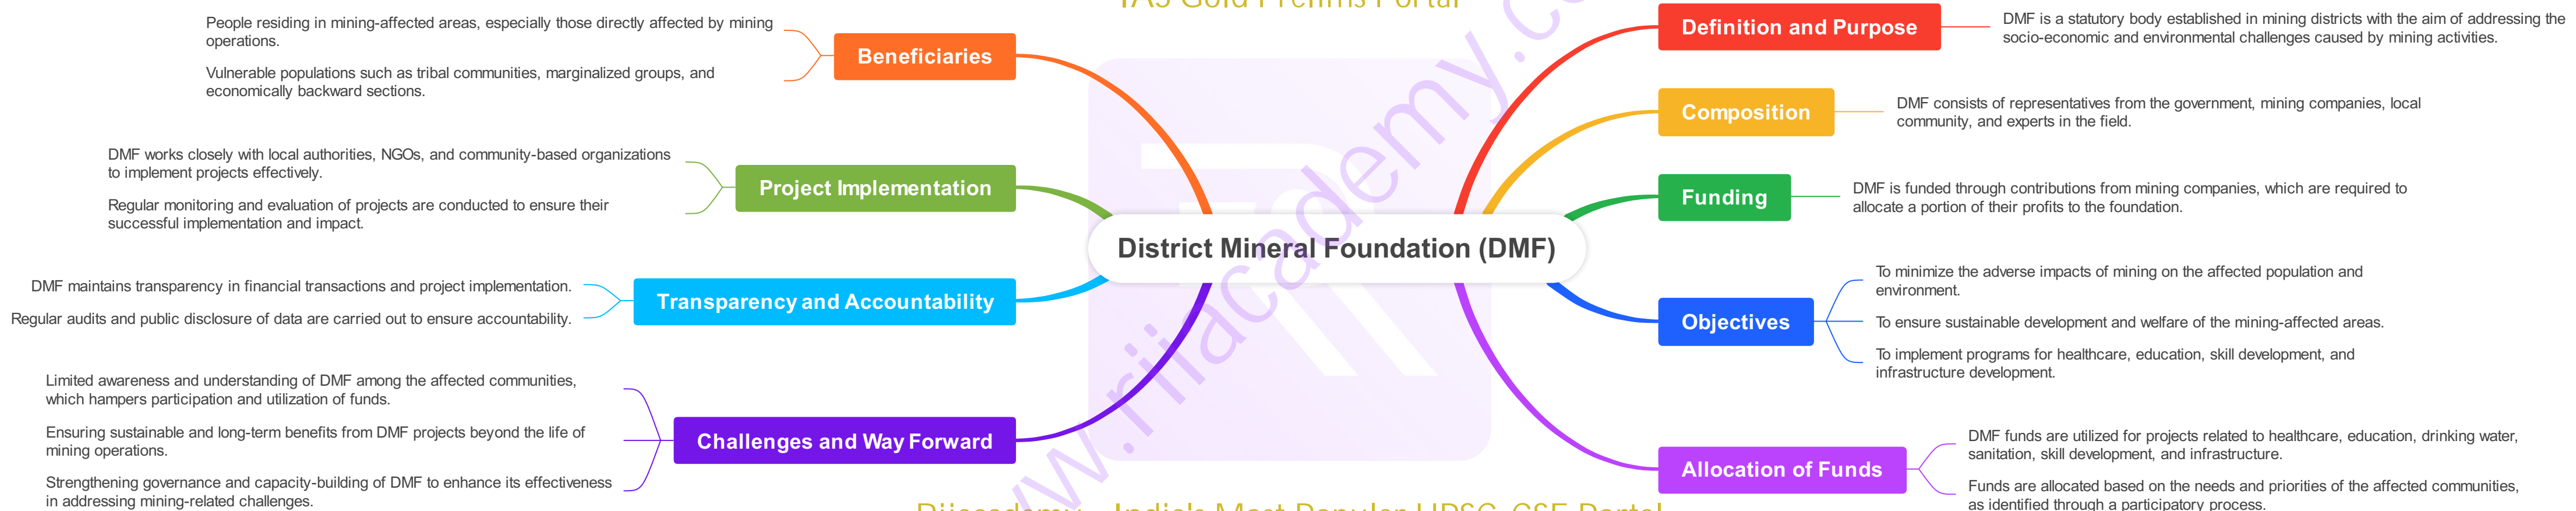 IAS Gold Prelims Portal
District Mineral Foundation (DMF)
Definition and Purpose
DMF is a statutory body established in mining districts with the aim of addressing the
socio-economic and environmental challenges caused by mining activities.
Composition
DMF consists of representatives from the government, mining companies, local
community, and experts in the field.
Funding
DMF is funded through contributions from mining companies, which are required to
allocate a portion of their profits to the foundation.
Objectives
To minimize the adverse impacts of mining on the affected population and
environment.
To ensure sustainable development and welfare of the mining-affected areas.
To implement programs for healthcare, education, skill development, and
infrastructure development.
Allocation of Funds
DMF funds are utilized for projects related to healthcare, education, drinking water,
sanitation, skill development, and infrastructure.
Funds are allocated based on the needs and priorities of the affected communities,
as identified through a participatory process.
Beneficiaries
People residing in mining-affected areas, especially those directly affected by mining
operations.
Vulnerable populations such as tribal communities, marginalized groups, and
economically backward sections.
Project Implementation
DMF works closely with local authorities, NGOs, and community-based organizations
to implement projects effectively.
Regular monitoring and evaluation of projects are conducted to ensure their
successful implementation and impact.
Transparency and Accountability
DMF maintains transparency in financial transactions and project implementation.
Regular audits and public disclosure of data are carried out to ensure accountability.
Challenges and Way Forward
Limited awareness and understanding of DMF among the affected communities,
which hampers participation and utilization of funds.
Ensuring sustainable and long-term benefits from DMF projects beyond the life of
mining operations.
Strengthening governance and capacity-building of DMF to enhance its effectiveness
in addressing mining-related challenges.
India's Most Popular UPSC-CSE Portal